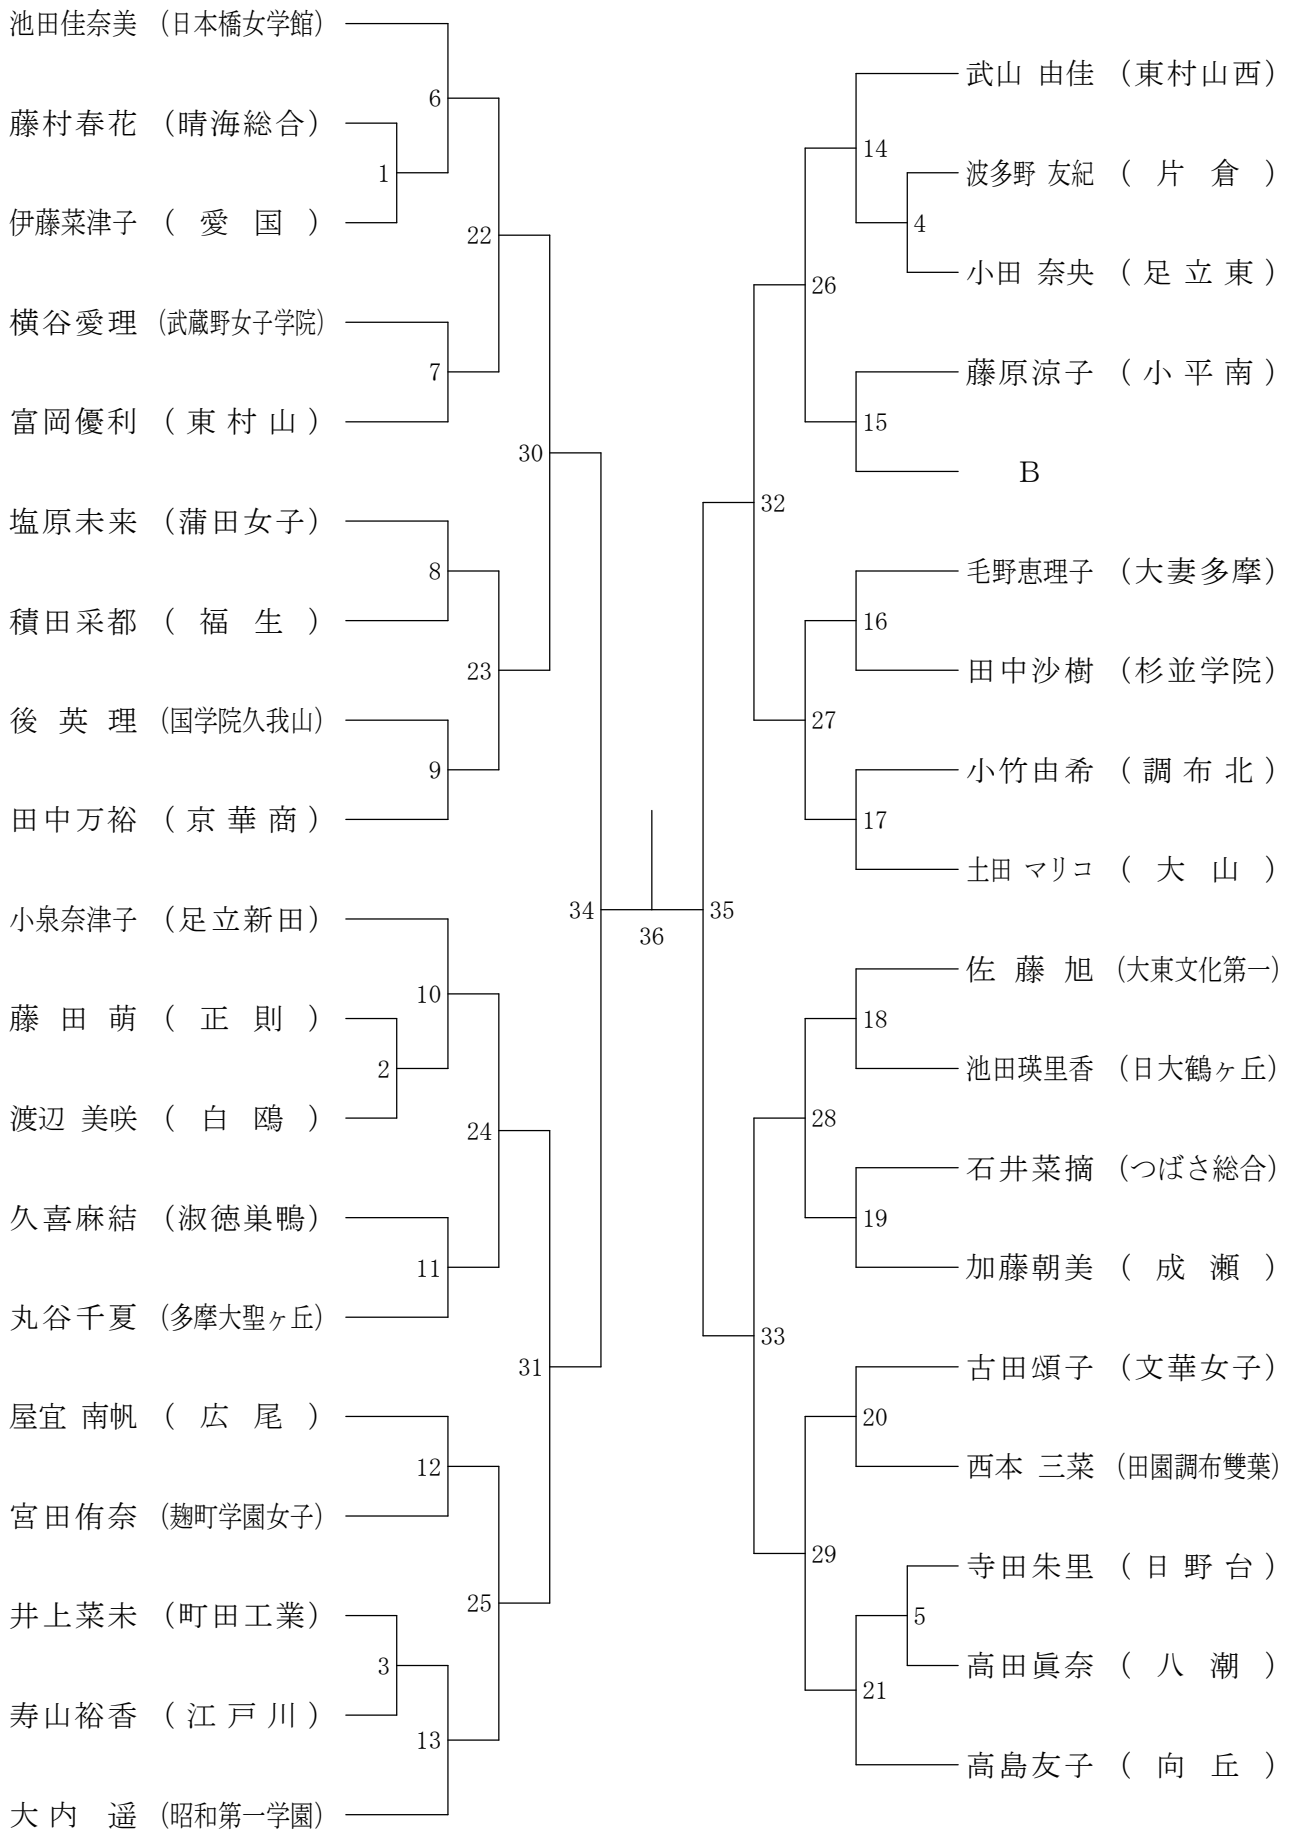 池田佳奈美 (日本橋女学館)
藤村春花 (晴海総合)
伊藤菜津子 (愛国)
横谷愛理 (武蔵野女子学院)
富岡優利 (東村山)
塩原未来 (蒲田女子)
積田采都 (福生)
後英理 (国学院久我山)
田中万裕 (京華商)
小泉奈津子 (足立新田)
藤田萌 (正則)
渡辺 美咲 (白鴎)
久喜麻結 (淑徳巣鴨)
丸谷千夏 (多摩大聖ヶ丘)
屋宜 南帆 (広尾)
宮田侑奈 (麹町学園女子)
井上菜未 (町田工業)
寿山裕香 (江戸川)
大内 遥 (昭和第一学園)
6
1
22
7
30
8
23
9
34
10
2
24
11
31
12
25
3
13
36
武山 由佳 (東村山西)
波多野 友紀 (片倉)
小田 奈央 (足立東)
藤原涼子 (小平南)
B
毛野恵理子 (大妻多摩)
田中沙樹 (杉並学院)
小竹由希 (調布北)
土田 マリコ (大山)
佐藤旭 (大東文化第一)
池田瑛里香 (日大鶴ヶ丘)
石井菜摘 (つばさ総合)
加藤朝美 (成瀬)
古田頌子 (文華女子)
西本 三菜 (田園調布雙葉)
寺田朱里 (日野台)
高田眞奈 (八潮)
高島友子 (向丘)
14
4
26
15
32
16
27
17
35
18
28
19
33
20
29
5
21